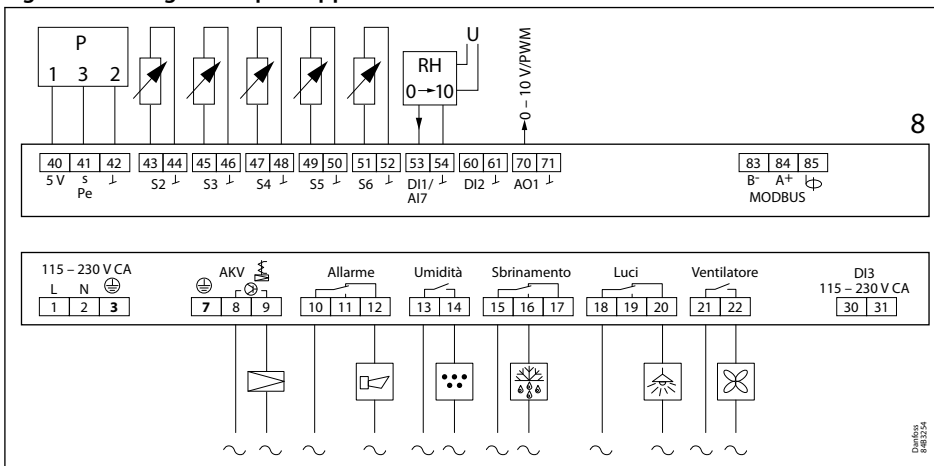 P
U
RH
1 3 2
0→10
0 – 10 V/PWM
8
40 41 42 43 44 45 46 47 48 49 50 51 52 53 54 60 61 70 71 83 84 85
5 V s S2 S3 S4 S5 S6 DI1/ DI2 AO1 B- A+
Pe AI7 MODBUS
115 – 230 V CA AKV Allarme Umidità Sbrinamento Luci Ventilatore DI3
L N 115 – 230 V CA
1 2 3 7 8 9 10 11 12 13 14 15 16 17 18 19 20 21 22 30 31
Danfoss
84B3254